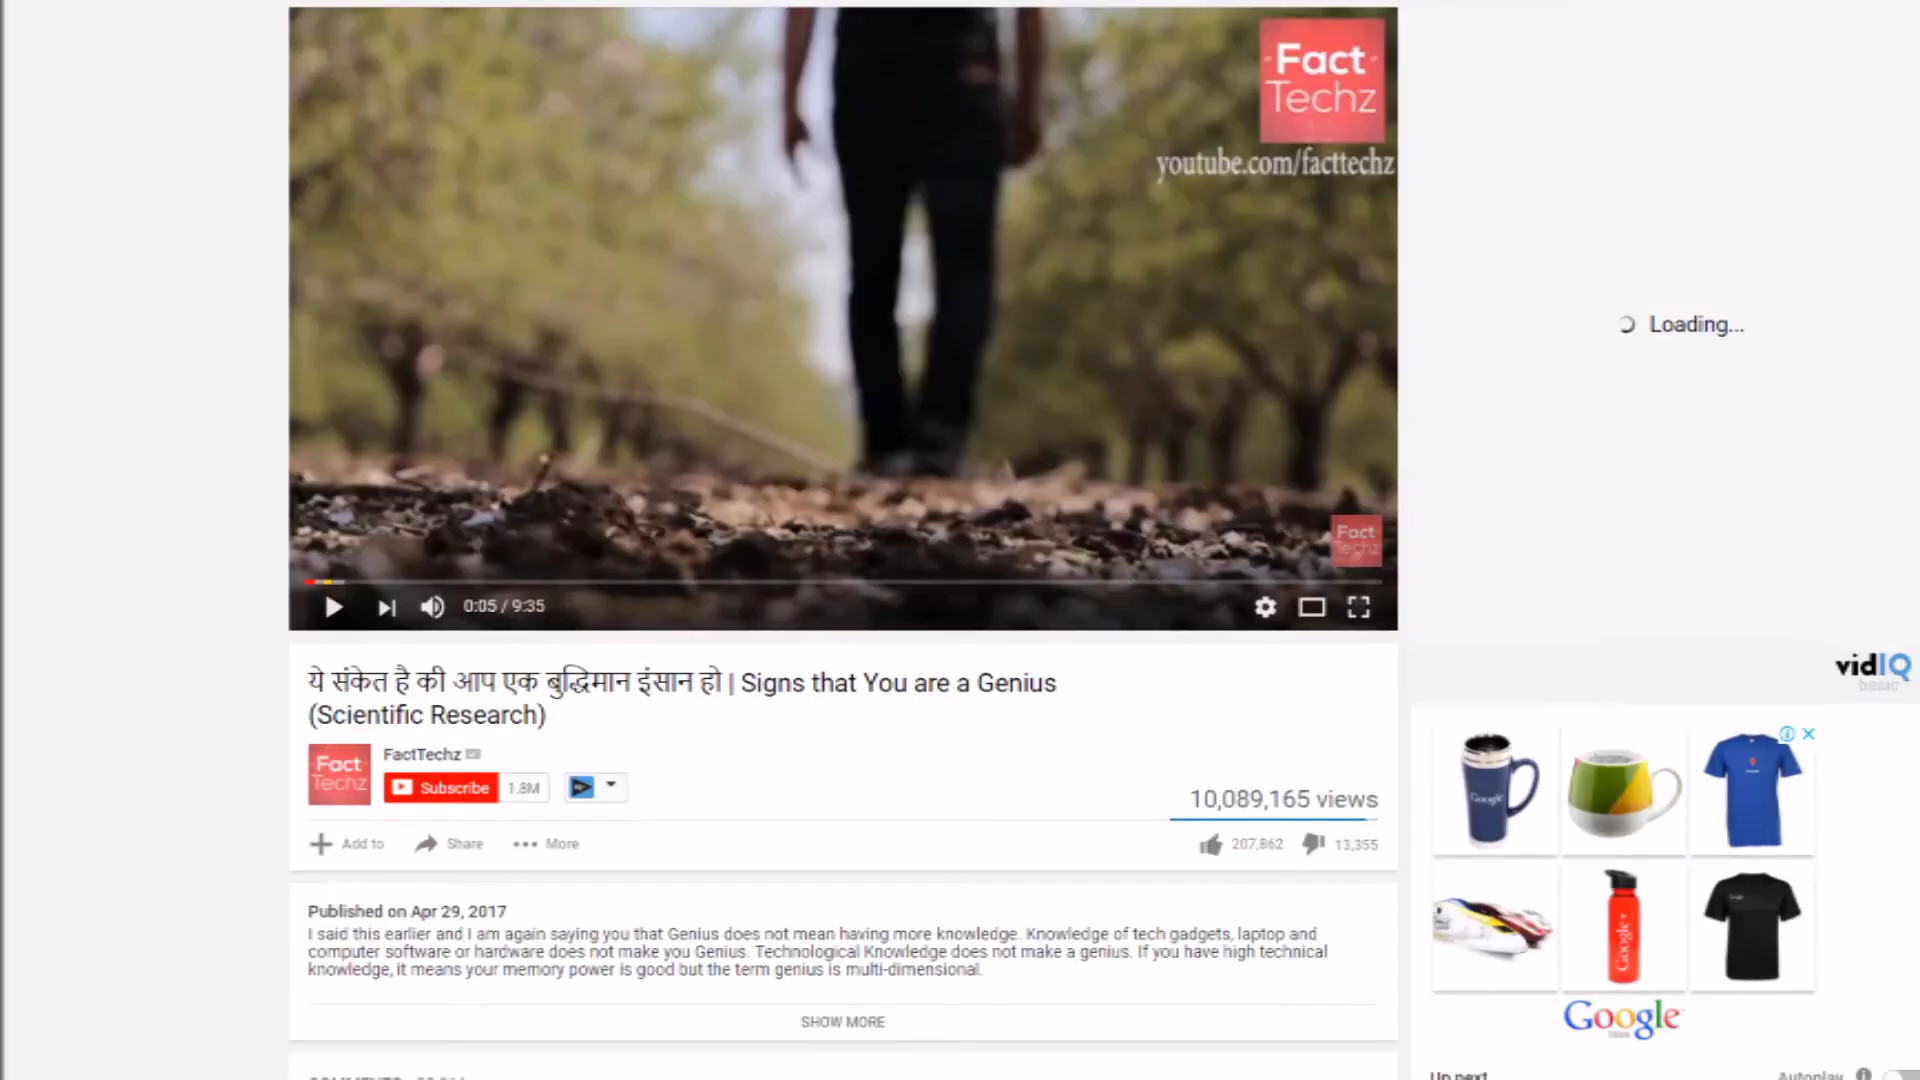 Fact
Techz
youtube.com/facttechz
Loading...
Fact
Techz
0:05 / 9:35
ये संकेत है की आप एक बुद्धिमान इंसान हो | Signs that You are a Genius
(Scientific Research)
vidIQ
BASIC
Fact
Techz
FactTechz
Subscribe 1.8M
10,089,165 views
Add to Share More 207,862 13,355
Google
chrome
Published on Apr 29, 2017
I said this earlier and I am again saying you that Genius does not mean having more knowledge. Knowledge of tech gadgets, laptop and
computer software or hardware does not make you Genius. Technological Knowledge does not make a genius. If you have high technical
knowledge, it means your memory power is good but the term genius is multi-dimensional.
SHOW MORE
Google+
Google
Up next Autoplay